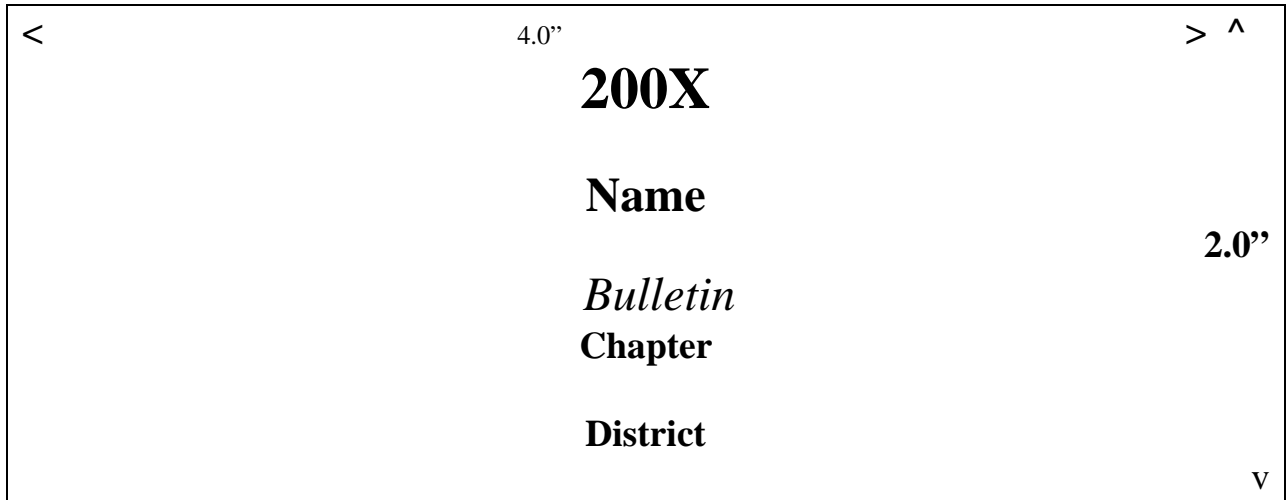 < 4.0” > ^
200X
Name
2.0”
Bulletin
Chapter
District
v